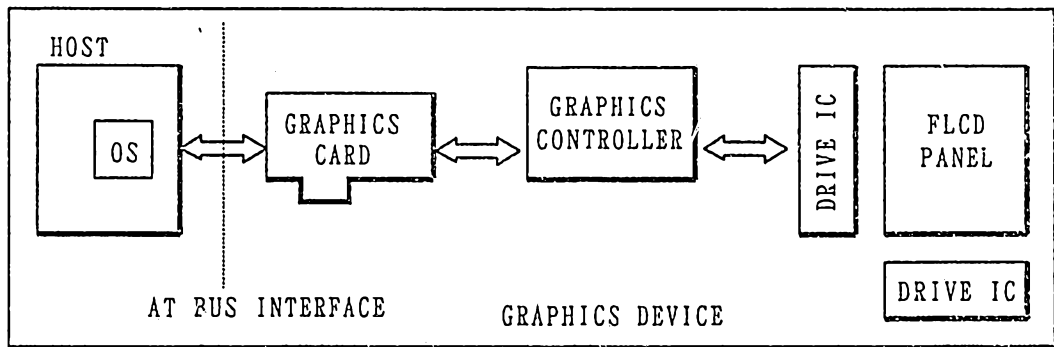 HOST
OS
GRAPHICS
CARD
GRAPHICS
CONTROLLER
DRIVE IC
FLCD
PANEL
DRIVE IC
AT BUS INTERFACE
GRAPHICS DEVICE